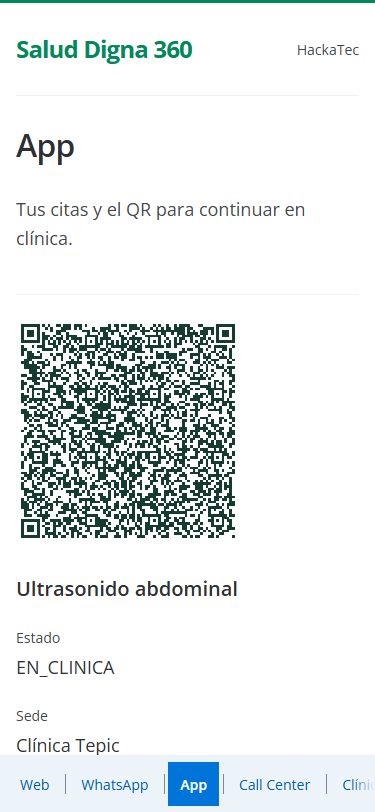 Salud Digna 360
HackaTec
App
Tus citas y el QR para continuar en
clínica.
Ultrasonido abdominal
Estado
EN_CLINICA
Sede
Clínica Tepic
Web
WhatsApp
App
Call Center
Clínic